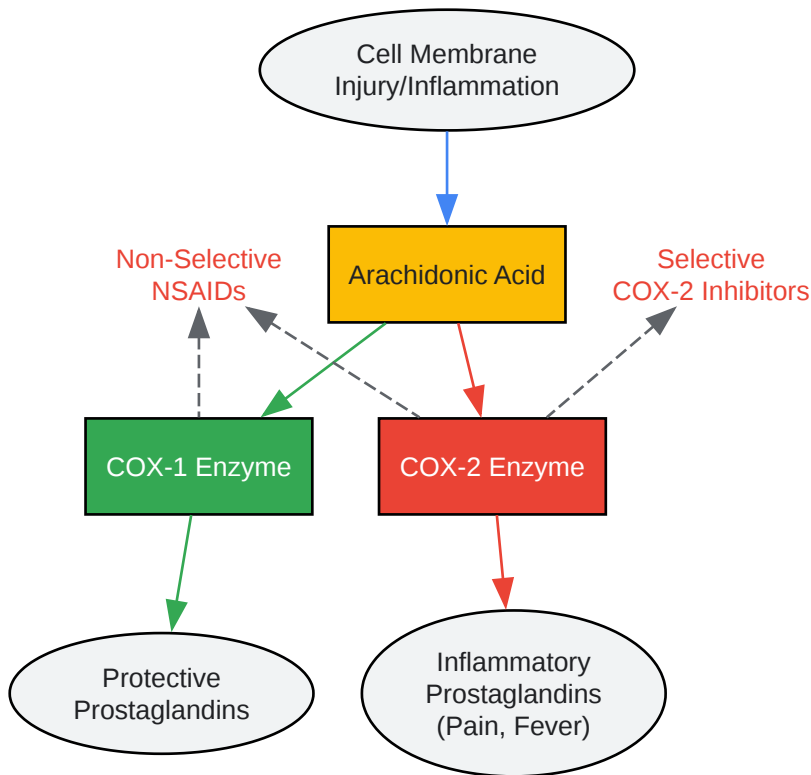 Cell Membrane
Injury/Inflammation
Arachidonic Acid
Non-Selective
NSAIDs
Selective
COX-2 Inhibitors
COX-1 Enzyme
COX-2 Enzyme
Protective
Prostaglandins
Inflammatory
Prostaglandins
(Pain, Fever)